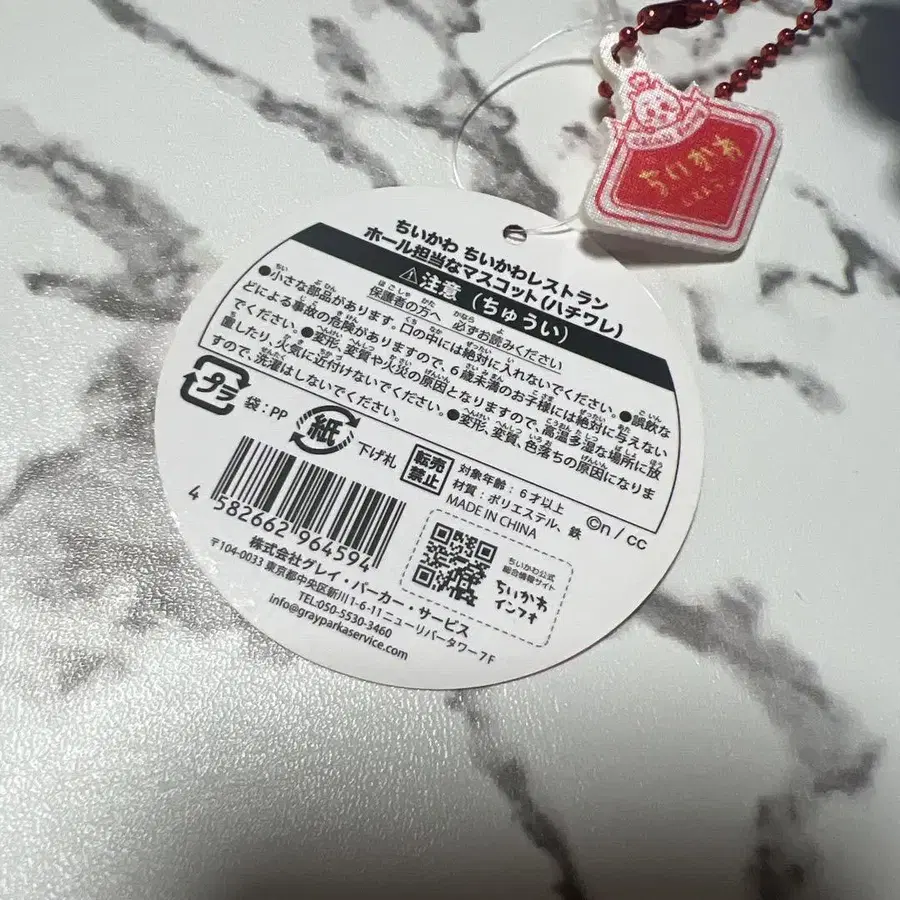 ちいかわ
ちいかわ ちいかわレストラン
ホール担当なマスコット(ハチワレ)
⚠注意(ちゅうい)
保護者の方へ 必ずお読みください
●小さな部品があります。口の中には絶対に入れないでください。●誤飲な
どによる事故の危険がありますので、6歳未満のお子様には絶対に与えない
でください。●変形、変質や火災の原因となりますので、高温多湿な場所に放
置したり、火気に近付けないでください。●変形、変質、色落ちの原因になりま
すので、洗濯はしないでください。
プラ
袋:PP
紙
下げ札
転売
禁止
対象年齢:6才以上
材質:ポリエステル、鉄
MADE IN CHINA
©n / cc
4 582662 964594
ちいかわ公式
総合情報サイト
ちいかわ
インフォ
株式会社グレイ・パーカー・サービス
〒104-0033 東京都中央区新川1-6-11 ニューリバータワー7F
TEL:050-5530-3460
info@grayparkaservice.com